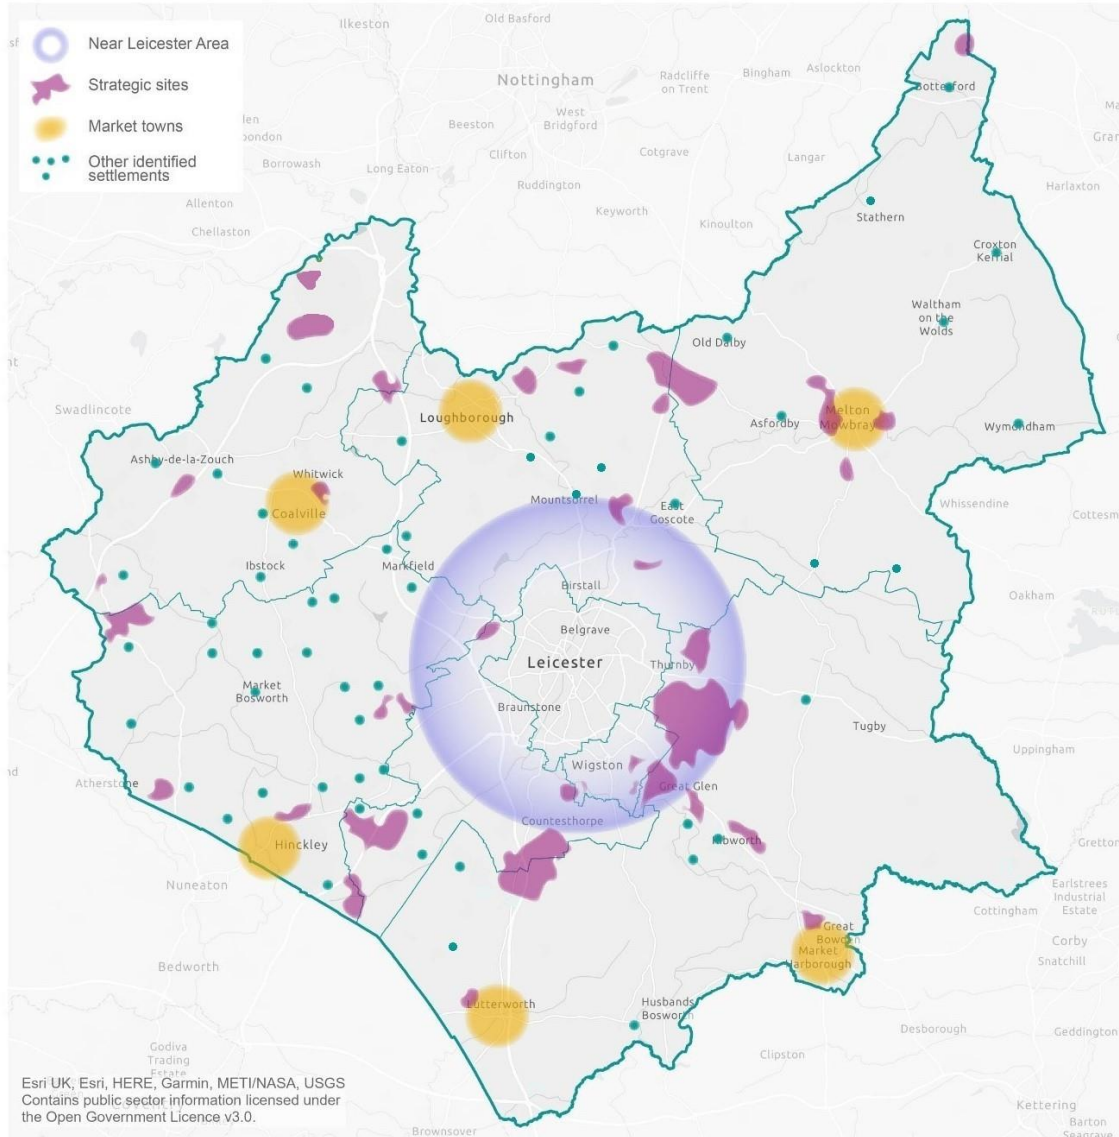 Near Leicester Area
Strategic sites
Market towns
Other identified
settlements
Ilkeston
Old Basford
Nottingham
Radcliffe
on Trent
Bingham
Aslockton
Bottesford
West
Bridgford
Beeston
Clifton
Cotgrave
Langar
Borrowash
Long Eaton
Ruddington
Harlaxton
Allenton
Keyworth
Kinoulton
Stathern
Chellaston
Croxton
Kerrial
Waltham
on the
Wolds
Old Dalby
Swadlincote
Loughborough
Melton
Mowbray
Asfordby
Wymondham
Ashby-de-la-Zouch
Whitwick
Mountsorrel
Whissendine
Coalville
East
Goscote
Cottesm
Ibstock
Markfield
Birstall
Oakham
Belgrave
Leicester
Thurnby
Market
Bosworth
Braunstone
Tugby
Uppingham
Wigston
Atherstone
Great Glen
Countesthorpe
Kibworth
Hinckley
Gretton
Nuneaton
Earlstrees
Industrial
Estate
Cottingham
Great
Bowden
Market
Harborough
Corby
Snatchill
Bedworth
Lutterworth
Husbands
Bosworth
Desborough
Geddington
Godiva
Trading
Estate
Clipston
Esri UK, Esri, HERE, Garmin, METI/NASA, USGS
Contains public sector information licensed under
the Open Government Licence v3.0.
Coventry
Kettering
Brownsover
Barton
Seagrave